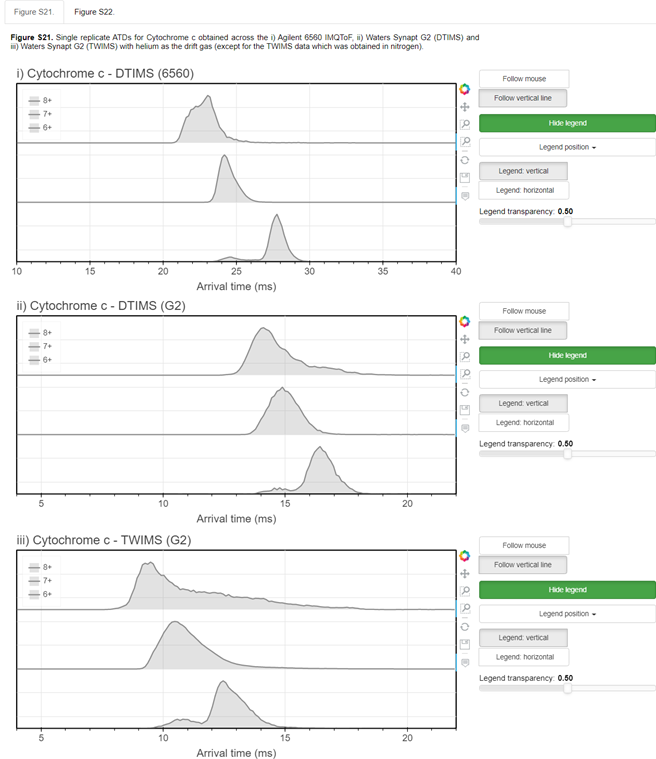 Figure S21.
Figure S22.
Figure S21. Single replicate ATDs for Cytochrome c obtained across the i) Agilent 6560 IMQToF, ii) Waters Synapt G2 (DTIMS) and
iii) Waters Synapt G2 (TWIMS) with helium as the drift gas (except for the TWIMS data which was obtained in nitrogen).
i) Cytochrome c - DTIMS (6560)
8+
7+
6+
10 15 20 25 30 35 40
Arrival time (ms)
Follow mouse
Follow vertical line
Hide legend
Legend position
Legend: vertical
Legend: horizontal
Legend transparency: 0.50
ii) Cytochrome c - DTIMS (G2)
8+
7+
6+
5 10 15 20
Arrival time (ms)
Follow mouse
Follow vertical line
Hide legend
Legend position
Legend: vertical
Legend: horizontal
Legend transparency: 0.50
iii) Cytochrome c - TWIMS (G2)
8+
7+
6+
5 10 15 20
Arrival time (ms)
Follow mouse
Follow vertical line
Hide legend
Legend position
Legend: vertical
Legend: horizontal
Legend transparency: 0.50